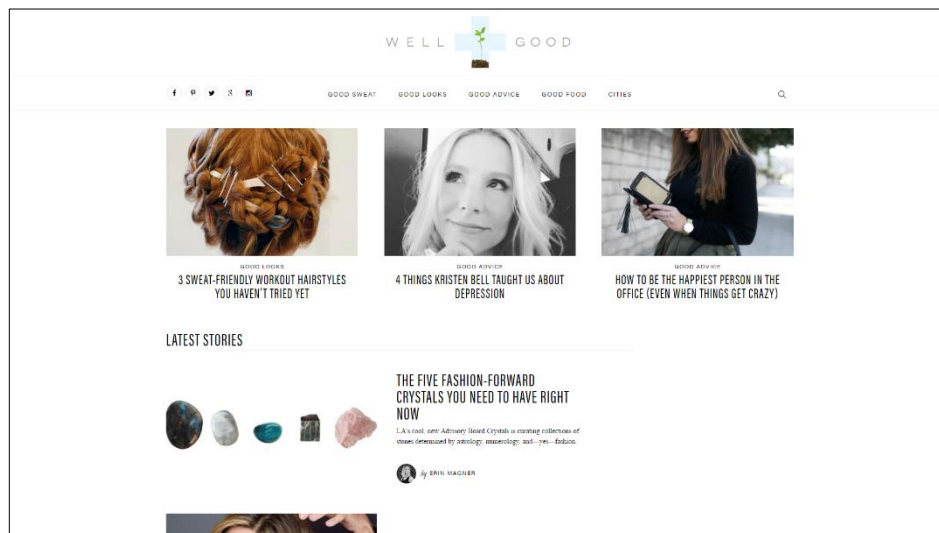 WELL GOOD
GOOD SWEAT GOOD LOOKS GOOD ADVICE GOOD FOOD CITIES
GOOD LOOKS
3 SWEAT-FRIENDLY WORKOUT HAIRSTYLES
YOU HAVEN'T TRIED YET
GOOD ADVICE
4 THINGS KRISTEN BELL TAUGHT US ABOUT
DEPRESSION
GOOD ADVICE
HOW TO BE THE HAPPIEST PERSON IN THE
OFFICE (EVEN WHEN THINGS GET CRAZY)
LATEST STORIES
THE FIVE FASHION-FORWARD
CRYSTALS YOU NEED TO HAVE RIGHT
NOW
LA's cool, new Advisory Board Crystals is curating collections of
stones determined by astrology, numerology, and—yes—fashion.
by ERIN MAGNER